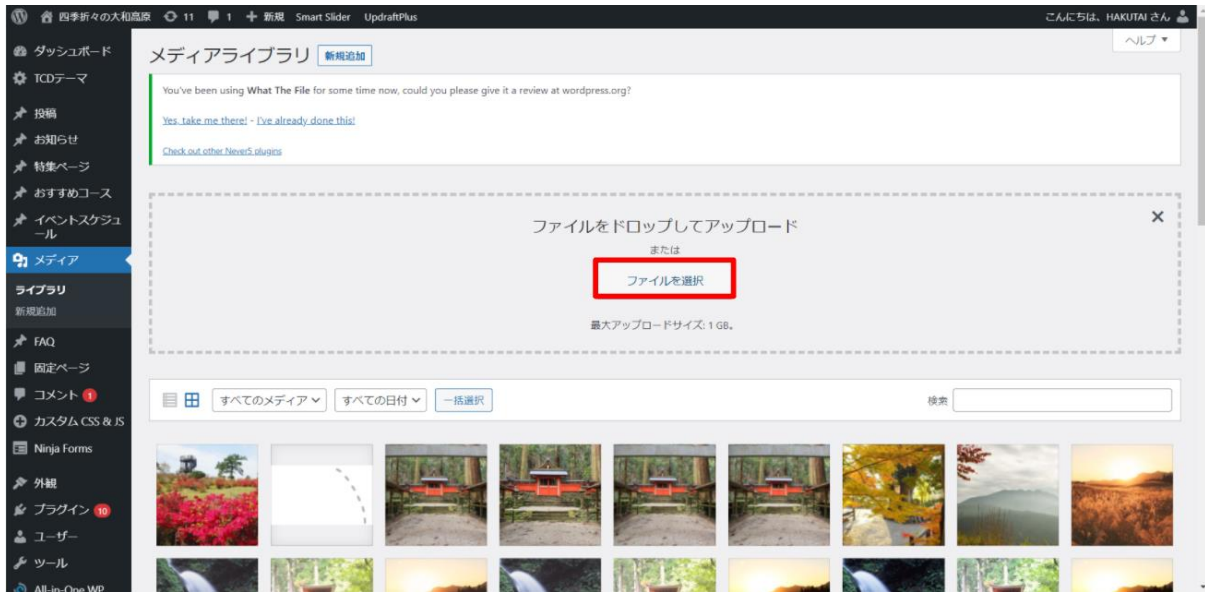 四季折々の大和高原 11 1 新規 Smart Slider UpdraftPlus こんにちは、HAKUTAI さん
ヘルプ
ダッシュボード
TCDテーマ
投稿
お知らせ
特集ページ
おすすめコース
イベントスケジュ
ール
メディア
ライブラリ
新規追加
FAQ
固定ページ
コメント 1
カスタム CSS & JS
Ninja Forms
外観
プラグイン 10
ユーザー
ツール
All-in-One WP
メディアライブラリ 新規追加
You've been using What The File for some time now, could you please give it a review at wordpress.org?
Yes, take me there! - I've already done this!
Check out other Never5 plugins
ファイルをドロップしてアップロード
または
ファイルを選択
最大アップロードサイズ: 1 GB。
すべてのメディア すべての日付 一括選択 検索